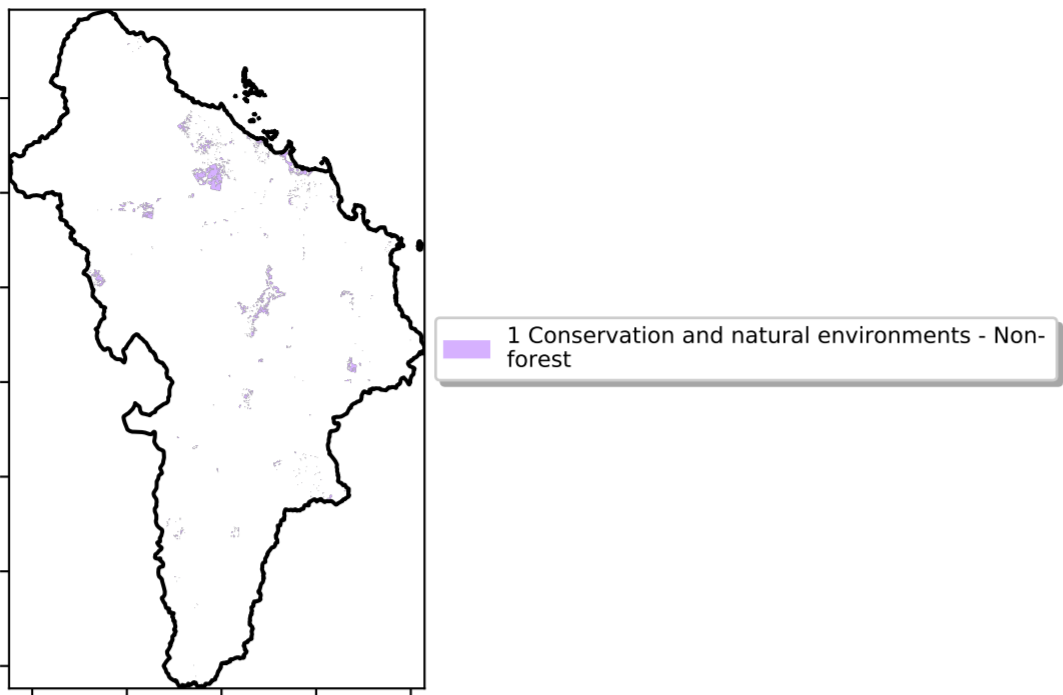 1 Conservation and natural environments - Non-
forest